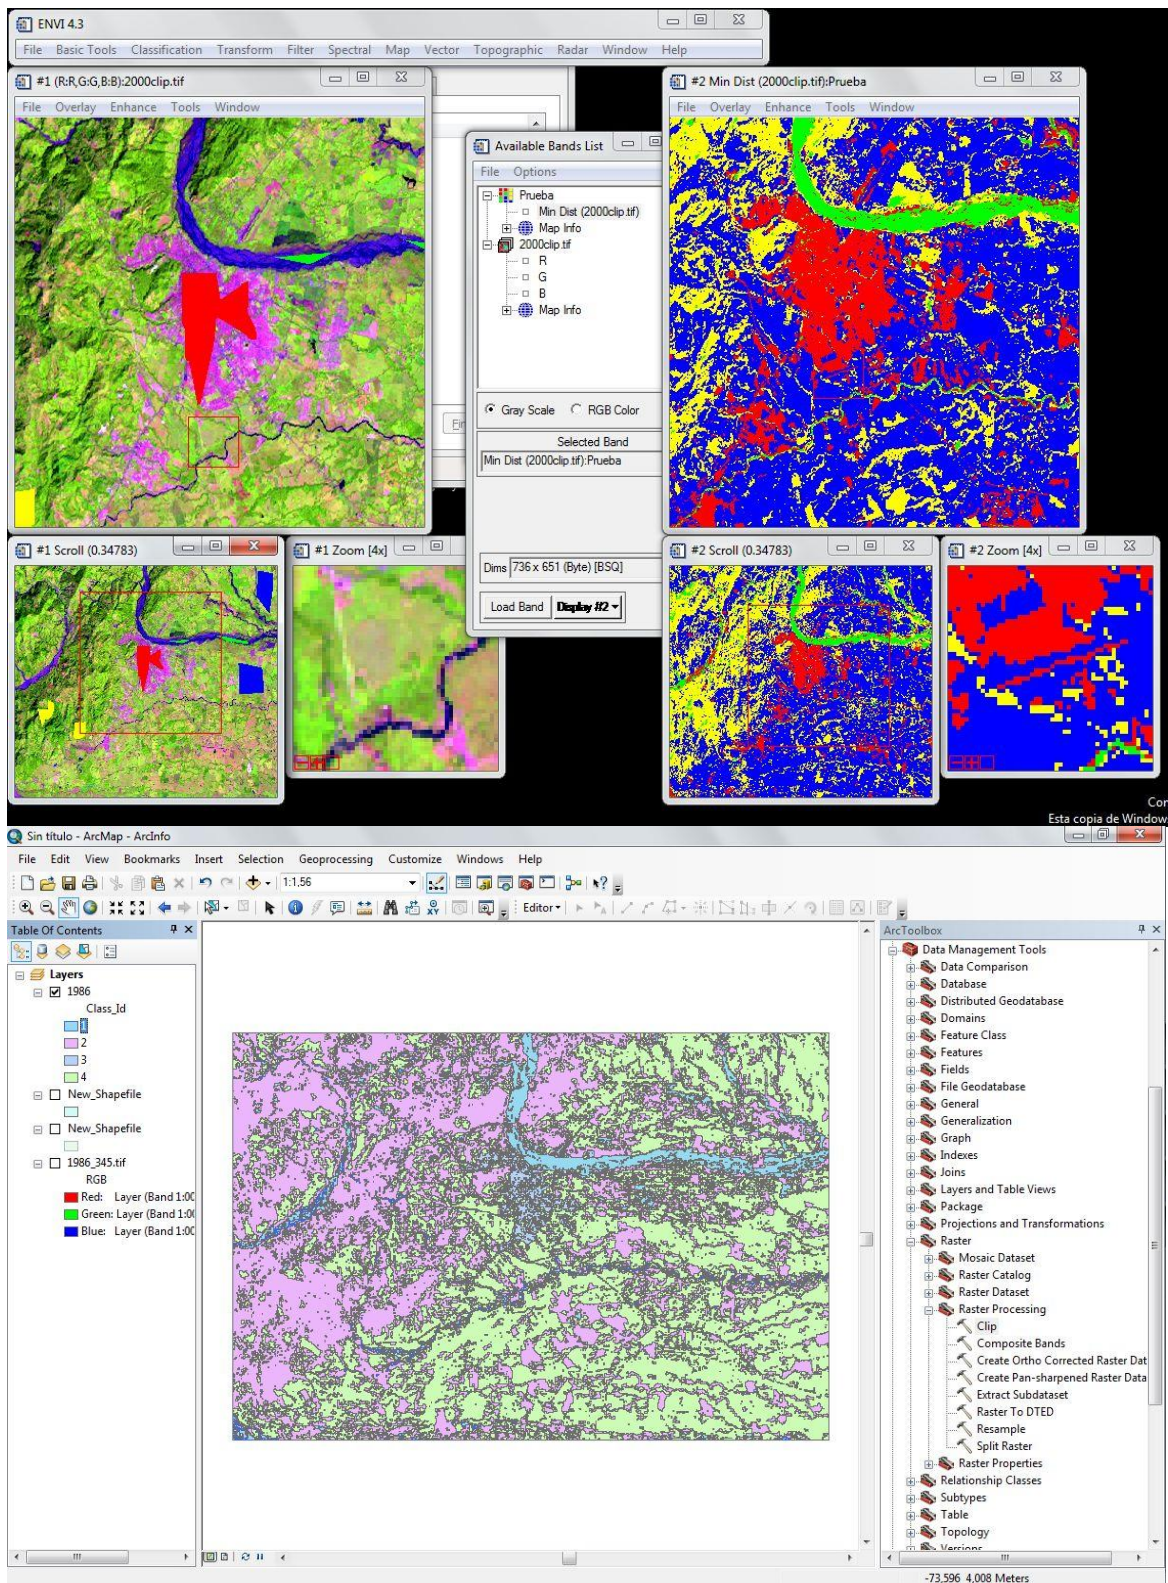 ENVI 4.3
File Basic Tools Classification Transform Filter Spectral Map Vector Topographic Radar Window Help
#1 (R:R,G:G,B:B):2000clip.tif
File Overlay Enhance Tools Window
#2 Min Dist (2000clip.tif):Prueba
File Overlay Enhance Tools Window
Available Bands List
File Options
Prueba
Min Dist (2000clip.tif)
Map Info
2000clip.tif
R
G
B
Map Info
Gray Scale RGB Color
Selected Band
Min Dist (2000clip.tif):Prueba
Dims 736 x 651 (Byte) [BSQ]
Load Band Display #2
#1 Scroll (0.34783)
#1 Zoom [4x]
#2 Scroll (0.34783)
#2 Zoom [4x]
Esta copia de Window
Sin título - ArcMap - ArcInfo
File Edit View Bookmarks Insert Selection Geoprocessing Customize Windows Help
1:1,56
Editor
Table Of Contents
Layers
1986
Class_Id
1
2
3
4
New_Shapefile
New_Shapefile
1986_345.tif
RGB
Red: Layer (Band 1:00
Green: Layer (Band 1:00
Blue: Layer (Band 1:00
ArcToolbox
Data Management Tools
Data Comparison
Database
Distributed Geodatabase
Domains
Feature Class
Features
Fields
File Geodatabase
General
Generalization
Graph
Indexes
Joins
Layers and Table Views
Package
Projections and Transformations
Raster
Mosaic Dataset
Raster Catalog
Raster Dataset
Raster Processing
Clip
Composite Bands
Create Ortho Corrected Raster Dat
Create Pan-sharpened Raster Data
Extract Subdataset
Raster To DTED
Resample
Split Raster
Raster Properties
Relationship Classes
Subtypes
Table
Topology
Versions
-73,596 4,008 Meters